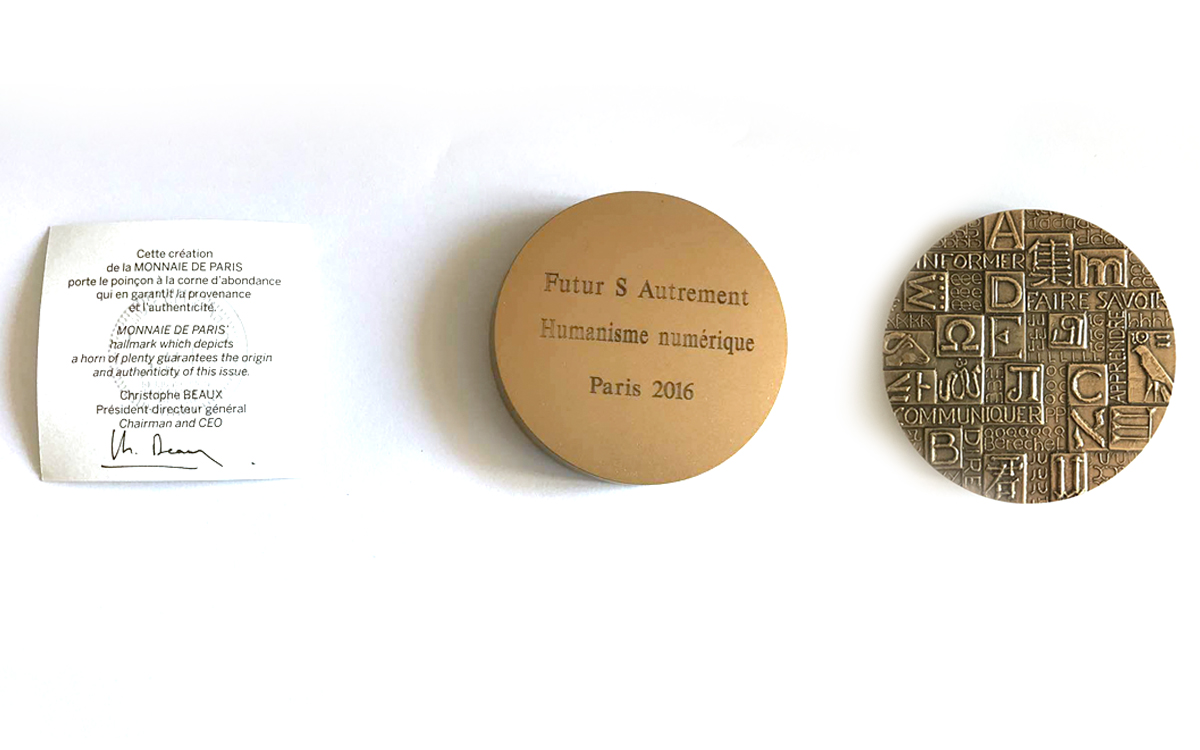 Cette création
de la MONNAIE DE PARIS
porte le poinçon à la corne d'abondance
qui en garantit la provenance
et l'authenticité.
MONNAIE DE PARIS'
hallmark which depicts
a horn of plenty guarantees the origin
and authenticity of this issue.
Christophe BEAUX
Président-directeur général
Chairman and CEO
Ch. Beaux
Futur S Autrement
Humanisme numérique
Paris 2016
A
INFORMER
集
m
D
FAIRE SAVOIR
Ω
E
APPRENDRE
Л
C
COMMUNIQUER
B